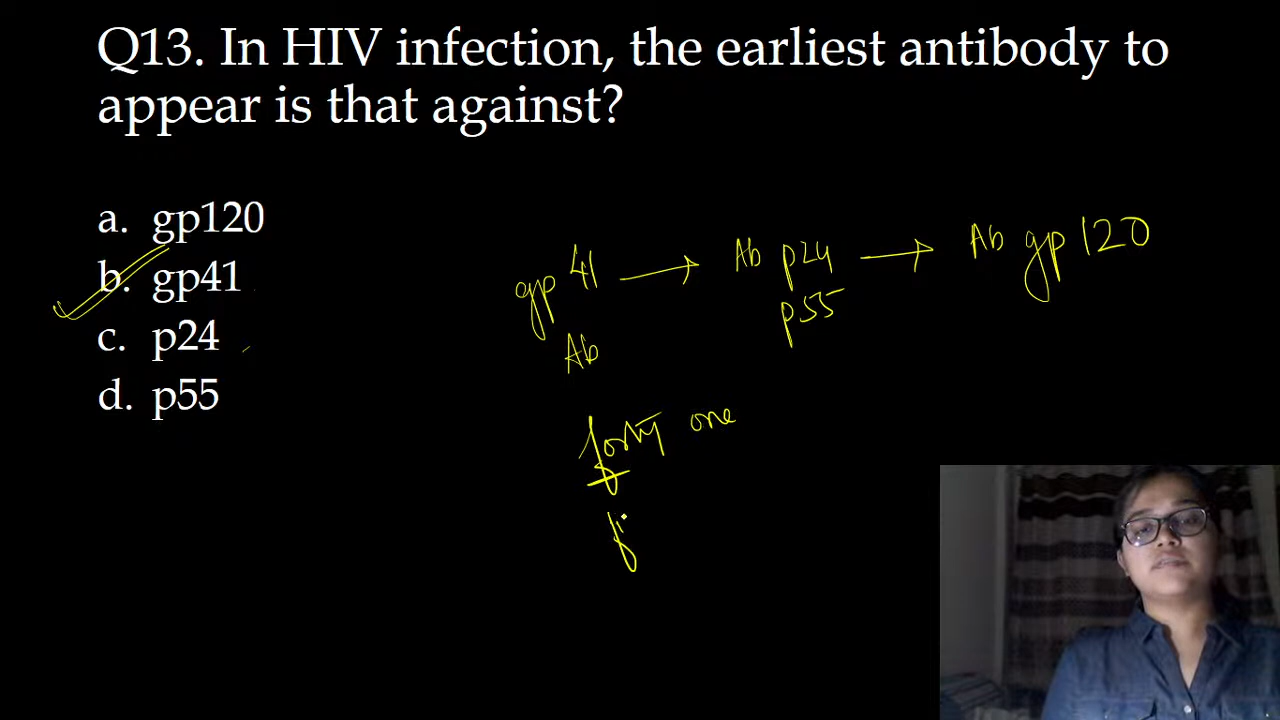 Q13. In HIV infection, the earliest antibody to
appear is that against?
a. gp120
b. gp41
c. p24
d. p55
gp 41 → Ab p24 → Ab gp 120
p55
Ab
forty one